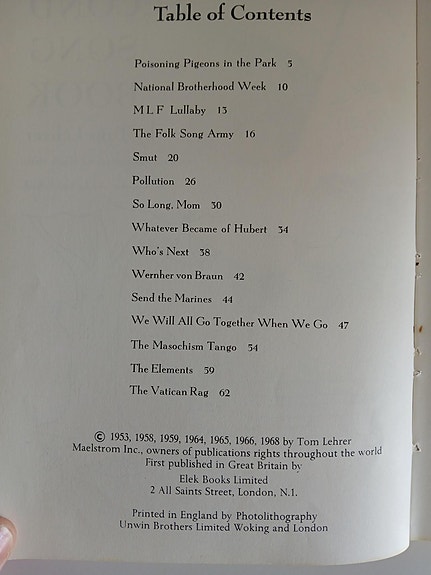 Table of Contents
Poisoning Pigeons in the Park 5
National Brotherhood Week 10
M L F Lullaby 13
The Folk Song Army 16
Smut 20
Pollution 26
So Long, Mom 30
Whatever Became of Hubert 34
Who's Next 38
Wernher von Braun 42
Send the Marines 44
We Will All Go Together When We Go 47
The Masochism Tango 54
The Elements 59
The Vatican Rag 62
© 1953, 1958, 1959, 1964, 1965, 1966, 1968 by Tom Lehrer
Maelstrom Inc., owners of publications rights throughout the world
First published in Great Britain by
Elek Books Limited
2 All Saints Street, London, N.1.
Printed in England by Photolithography
Unwin Brothers Limited Woking and London